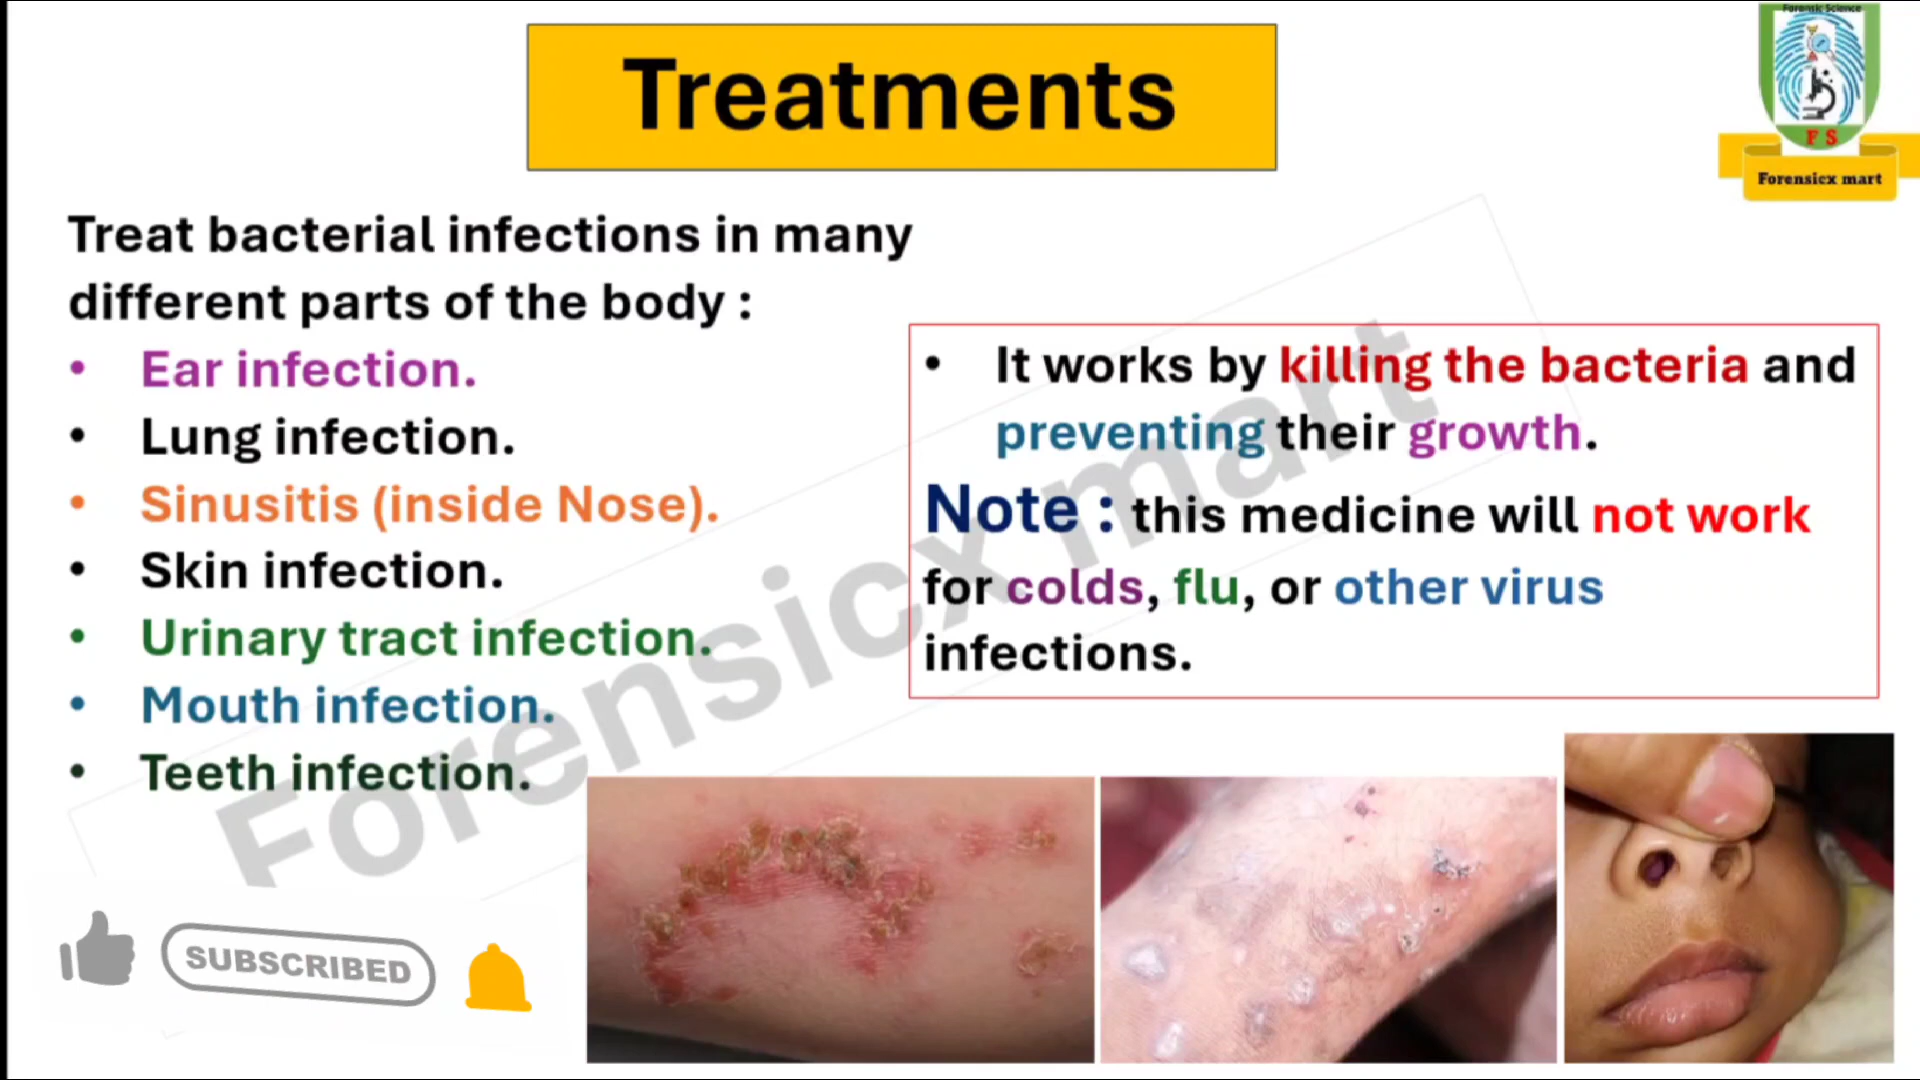 Treatments
Forensic Science
F S
Forensicx mart
Treat bacterial infections in many
different parts of the body :
• Ear infection.
• Lung infection.
• Sinusitis (inside Nose).
• Skin infection.
• Urinary tract infection.
• Mouth infection.
• Teeth infection.
• It works by killing the bacteria and
preventing their growth.
Note : this medicine will not work
for colds, flu, or other virus
infections.
Forensicx mart
SUBSCRIBED